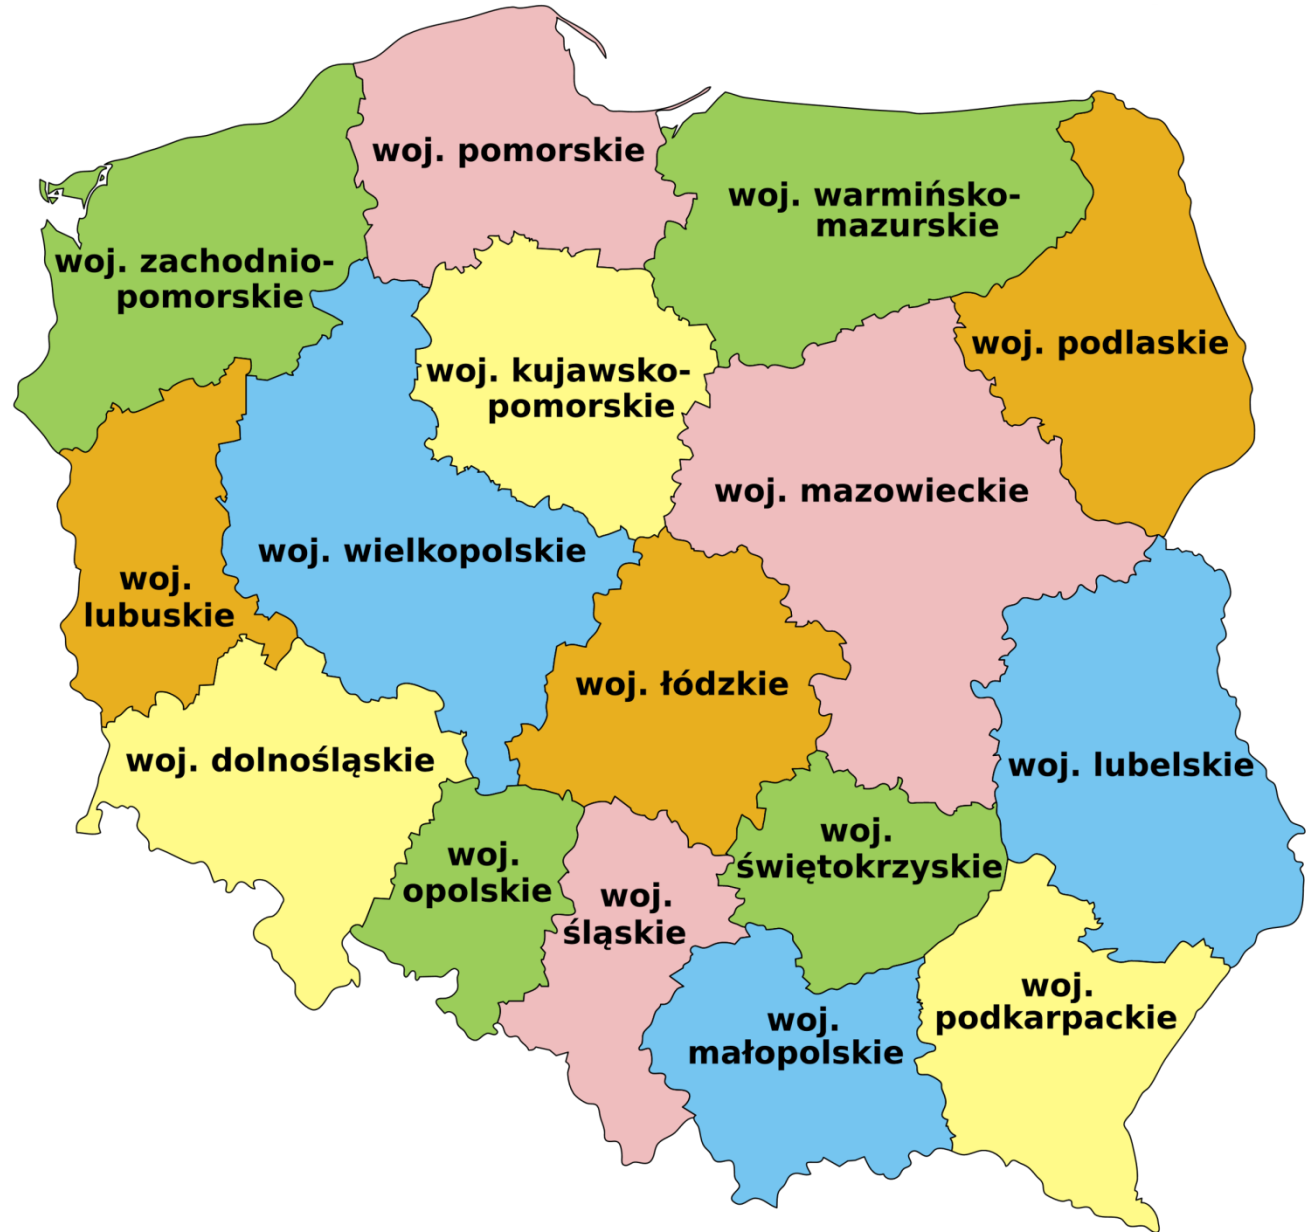 woj. pomorskie
woj. warmińsko-
mazurskie
woj. zachodnio-
pomorskie
woj. podlaskie
woj. kujawsko-
pomorskie
woj. mazowieckie
woj. wielkopolskie
woj.
lubuskie
woj. łódzkie
woj. dolnośląskie
woj. lubelskie
woj.
opolskie
woj.
śląskie
woj.
świętokrzyskie
woj.
małopolskie
woj.
podkarpackie